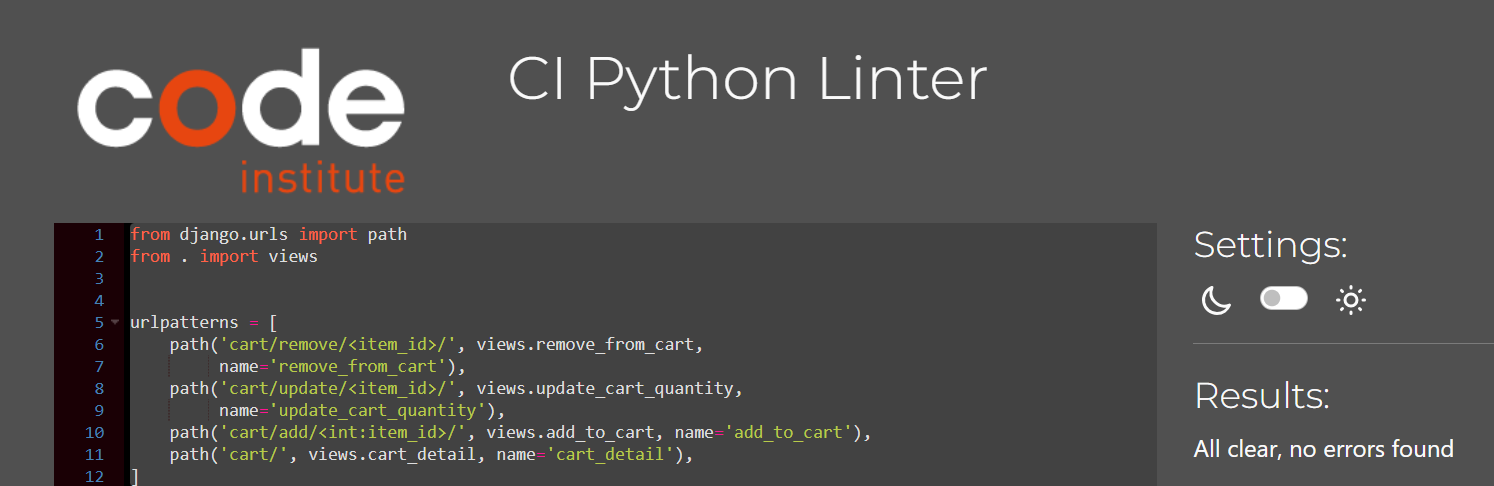 code
institute
CI Python Linter
1 from django.urls import path
2 from . import views
3
4
5 urlpatterns = [
6     path('cart/remove/<item_id>/', views.remove_from_cart,
7          name='remove_from_cart'),
8     path('cart/update/<item_id>/', views.update_cart_quantity,
9          name='update_cart_quantity'),
10     path('cart/add/<int:item_id>/', views.add_to_cart, name='add_to_cart'),
11     path('cart/', views.cart_detail, name='cart_detail'),
12 ]
Settings:
Results:
All clear, no errors found